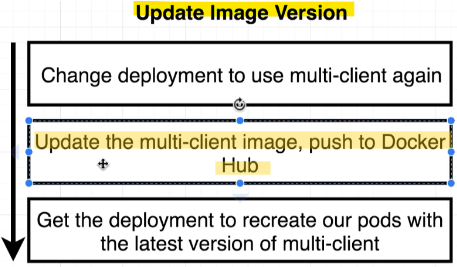 Update Image Version
Change deployment to use multi-client again
Update the multi-client image, push to Docker
Hub
Get the deployment to recreate our pods with
the latest version of multi-client